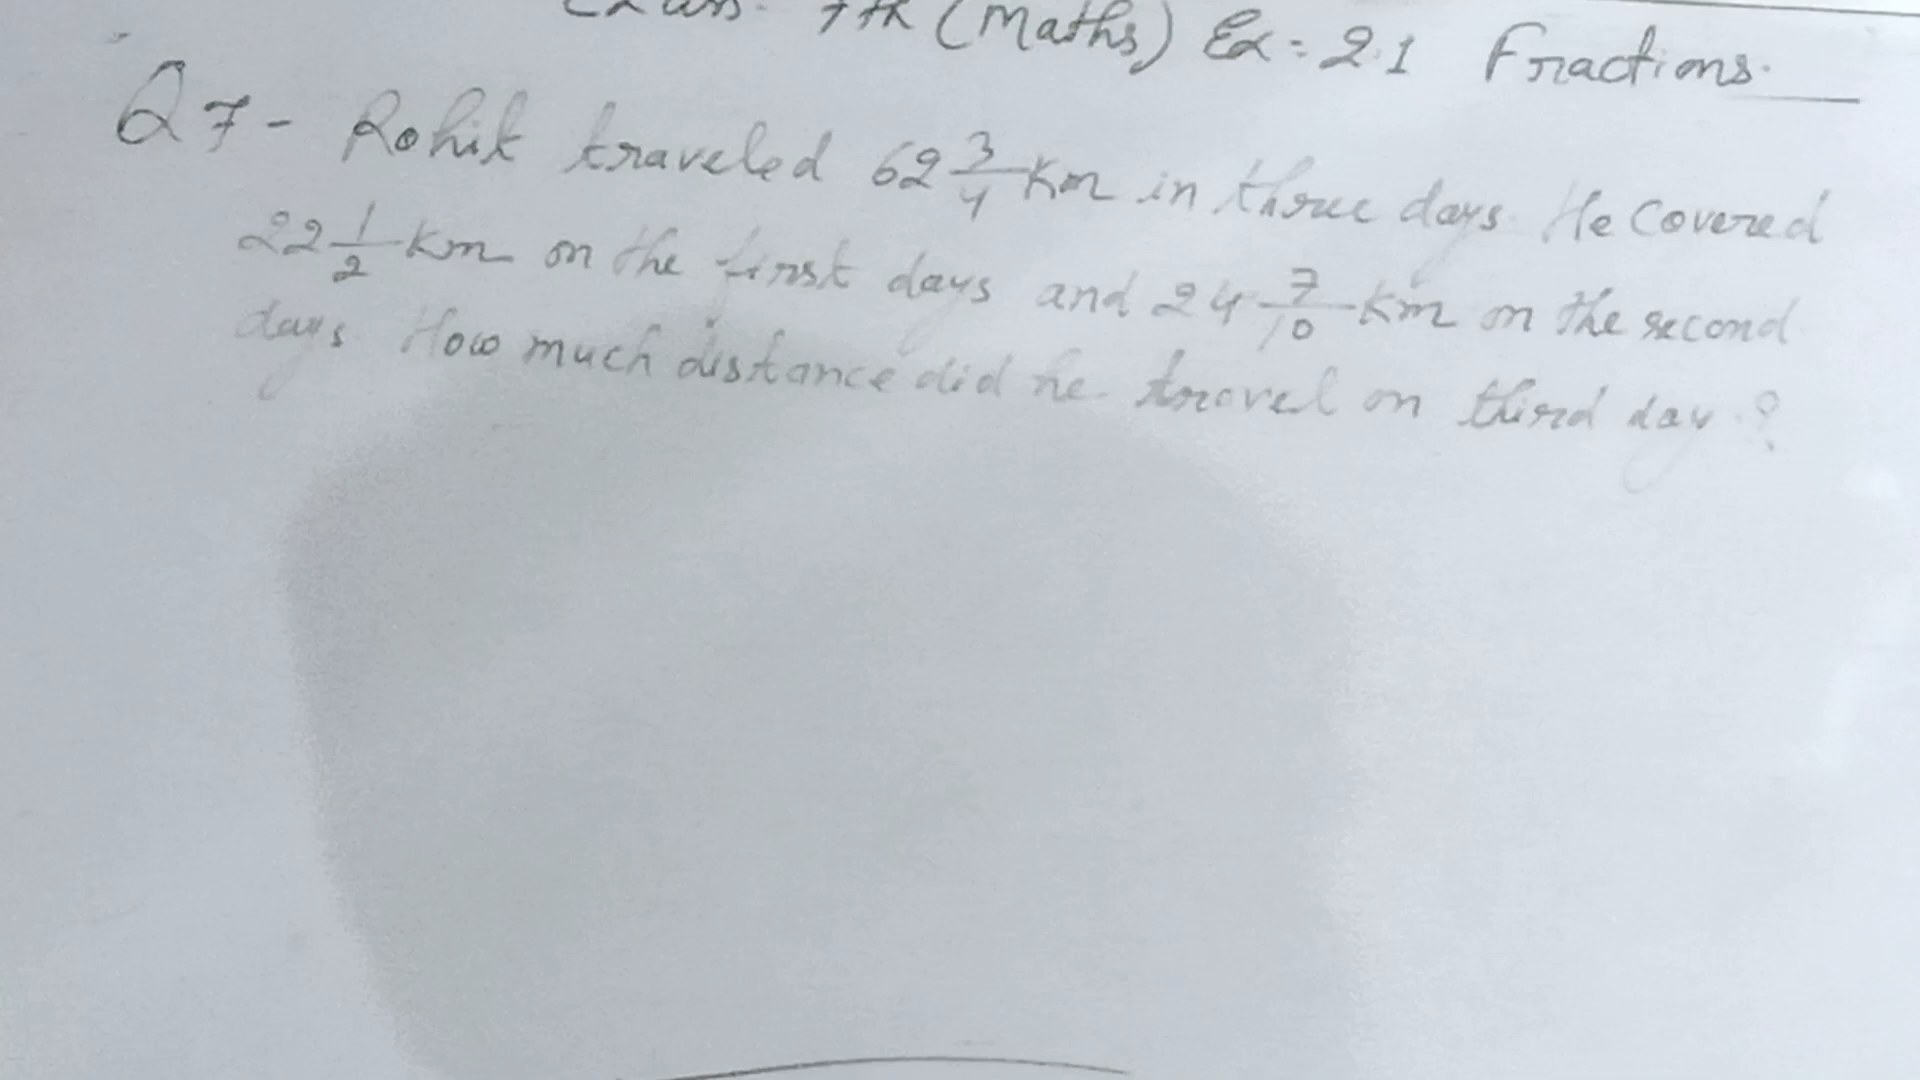 Class. 7th (Maths) Ex = 2.1 Fractions.
Q7 - Rohit traveled 62 3/4 Km in three days. He Covered
22 1/2 Km on the first days and 24 7/10 Km on the second
days. How much distance did he travel on third day?